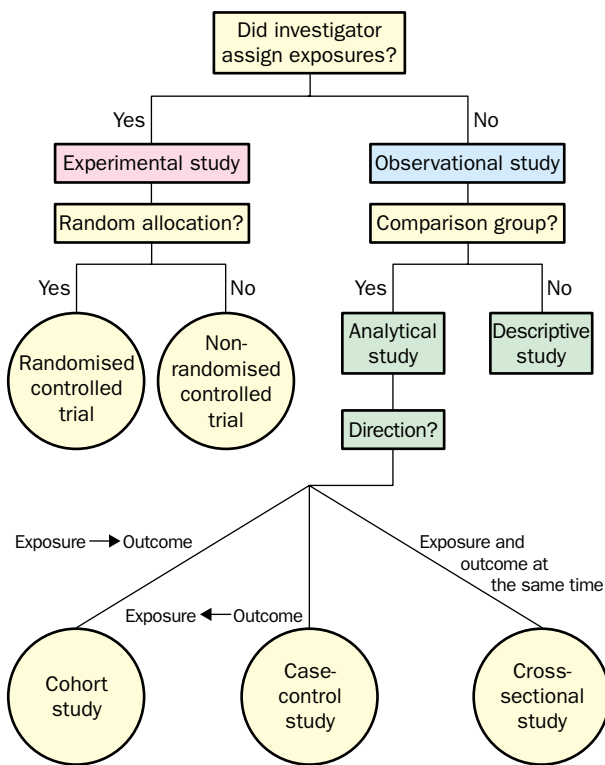 Did investigator
assign exposures?
Yes
No
Experimental study
Observational study
Random allocation?
Comparison group?
Yes
No
Yes
No
Randomised
controlled
trial
Non-
randomised
controlled
trial
Analytical
study
Descriptive
study
Direction?
Exposure → Outcome
Exposure and
outcome at
the same time
Exposure ← Outcome
Cohort
study
Case-
control
study
Cross-
sectional
study